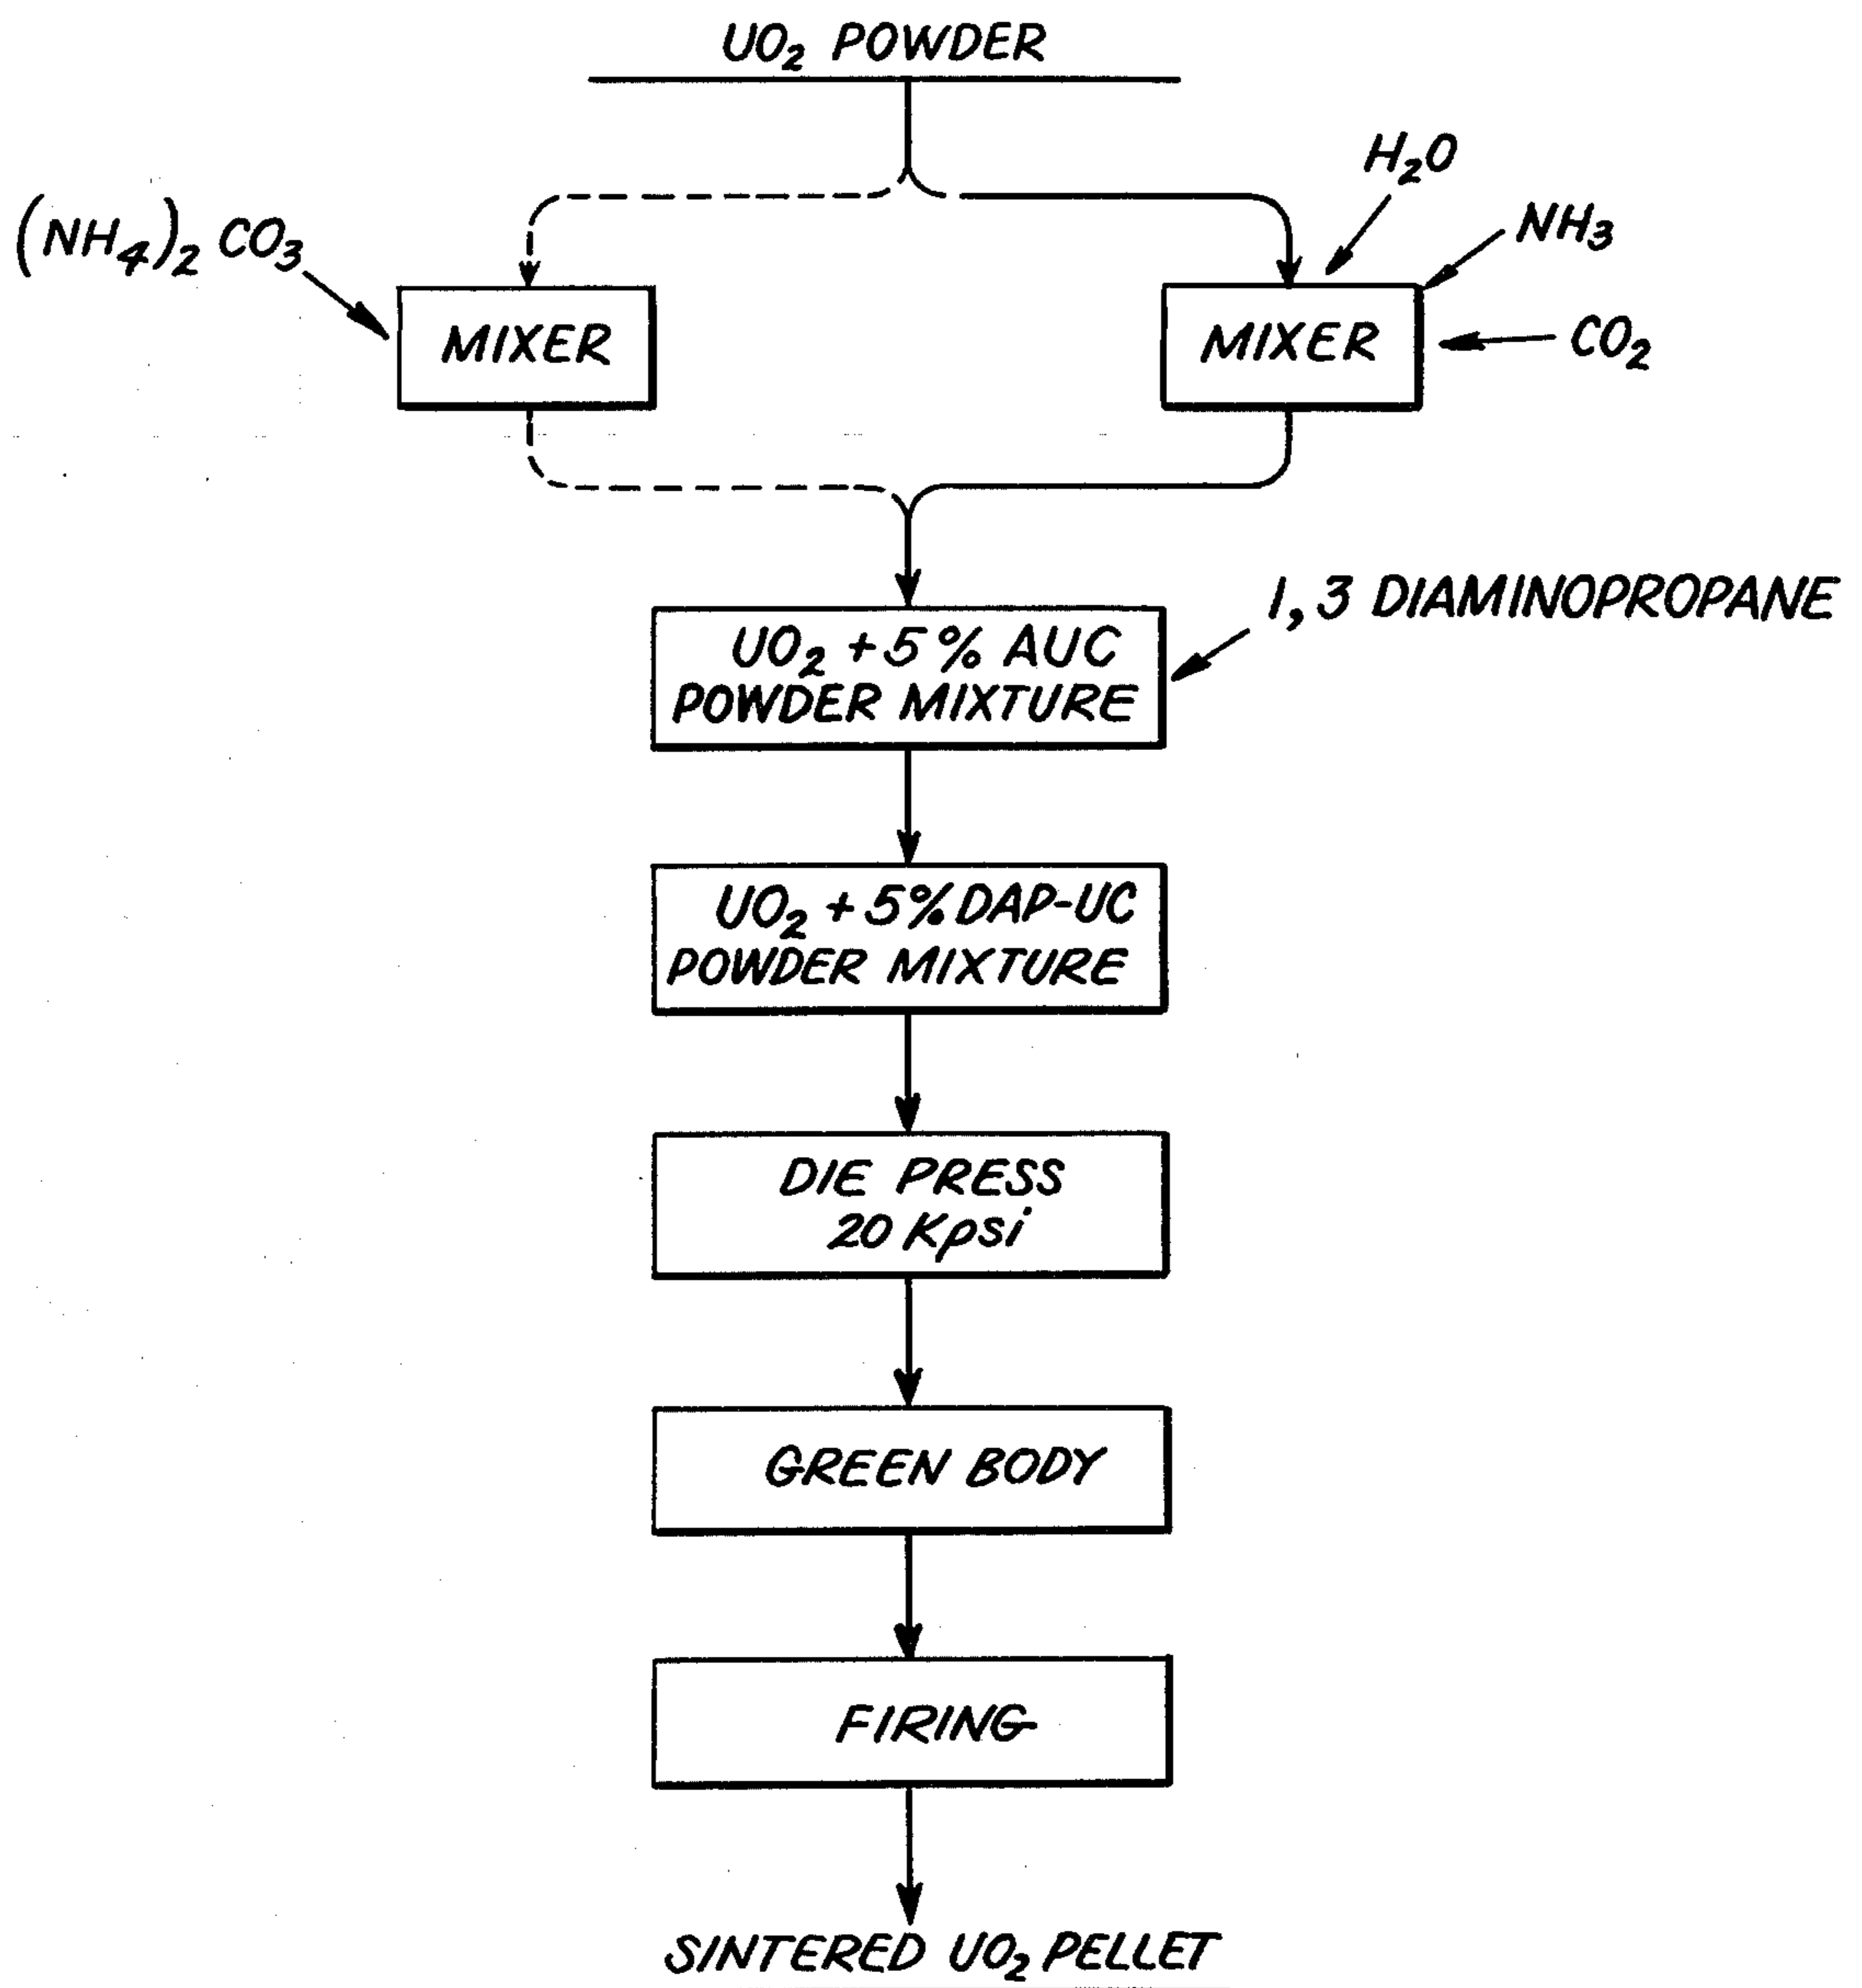 UO₂ POWDER
H₂O
(NH₄)₂ CO₃
NH₃
MIXER
MIXER
CO₂
1,3 DIAMINOPROPANE
UO₂ + 5% AUC
POWDER MIXTURE
UO₂ + 5% DAP-UC
POWDER MIXTURE
DIE PRESS
20 Kpsi
GREEN BODY
FIRING
SINTERED UO₂ PELLET